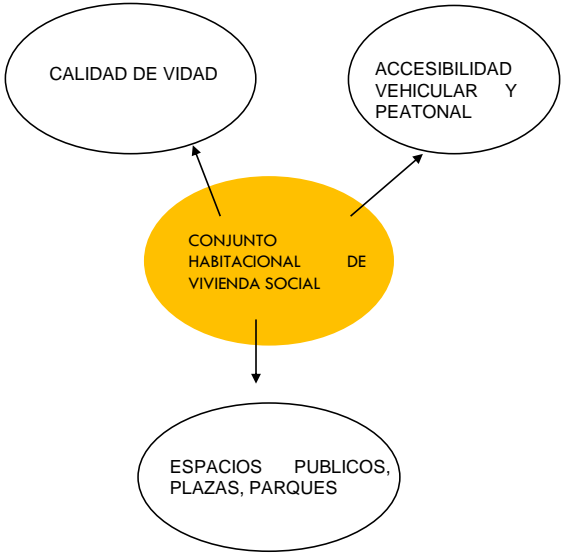 CALIDAD DE VIDAD
ACCESIBILIDAD
VEHICULAR Y
PEATONAL
CONJUNTO
HABITACIONAL DE
VIVIENDA SOCIAL
ESPACIOS PUBLICOS,
PLAZAS, PARQUES